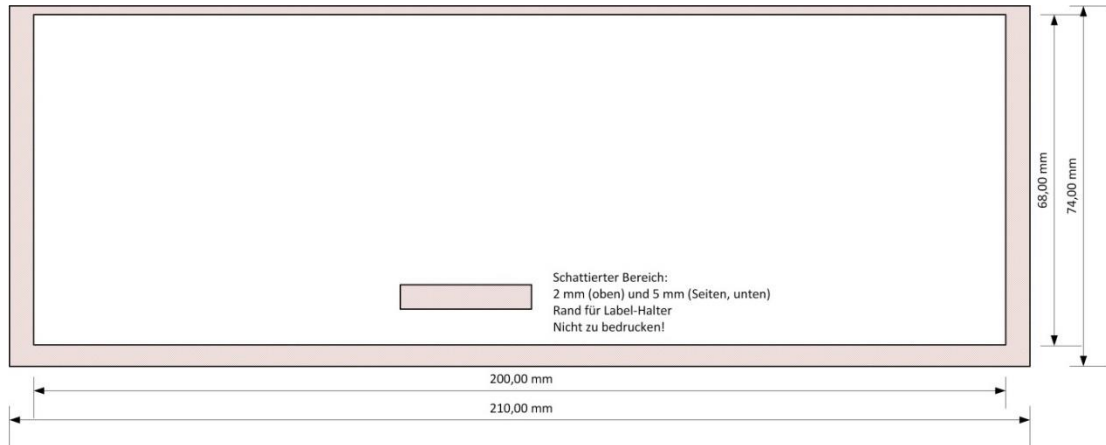 68,00 mm
74,00 mm
Schattierter Bereich:
2 mm (oben) und 5 mm (Seiten, unten)
Rand für Label-Halter
Nicht zu bedrucken!
200,00 mm
210,00 mm